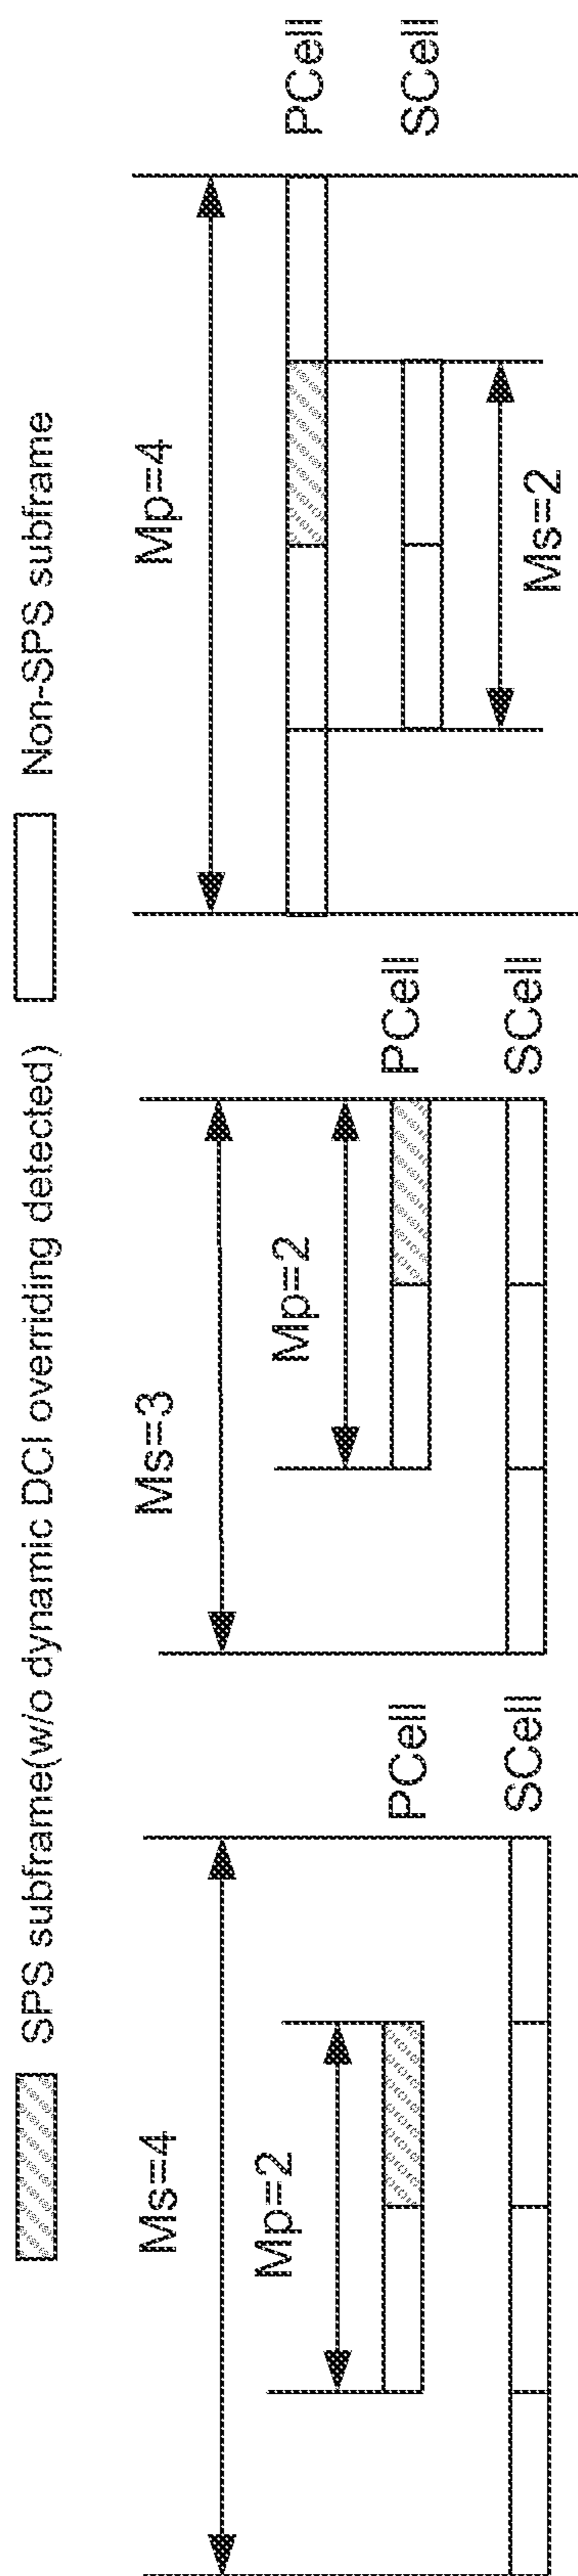 SPS subframe(w/o dynamic DCI overriding detected)
Non-SPS subframe
Ms=4
Mp=2
PCell
SCell
Ms=3
Mp=2
PCell
SCell
Mp=4
PCell
SCell
Ms=2